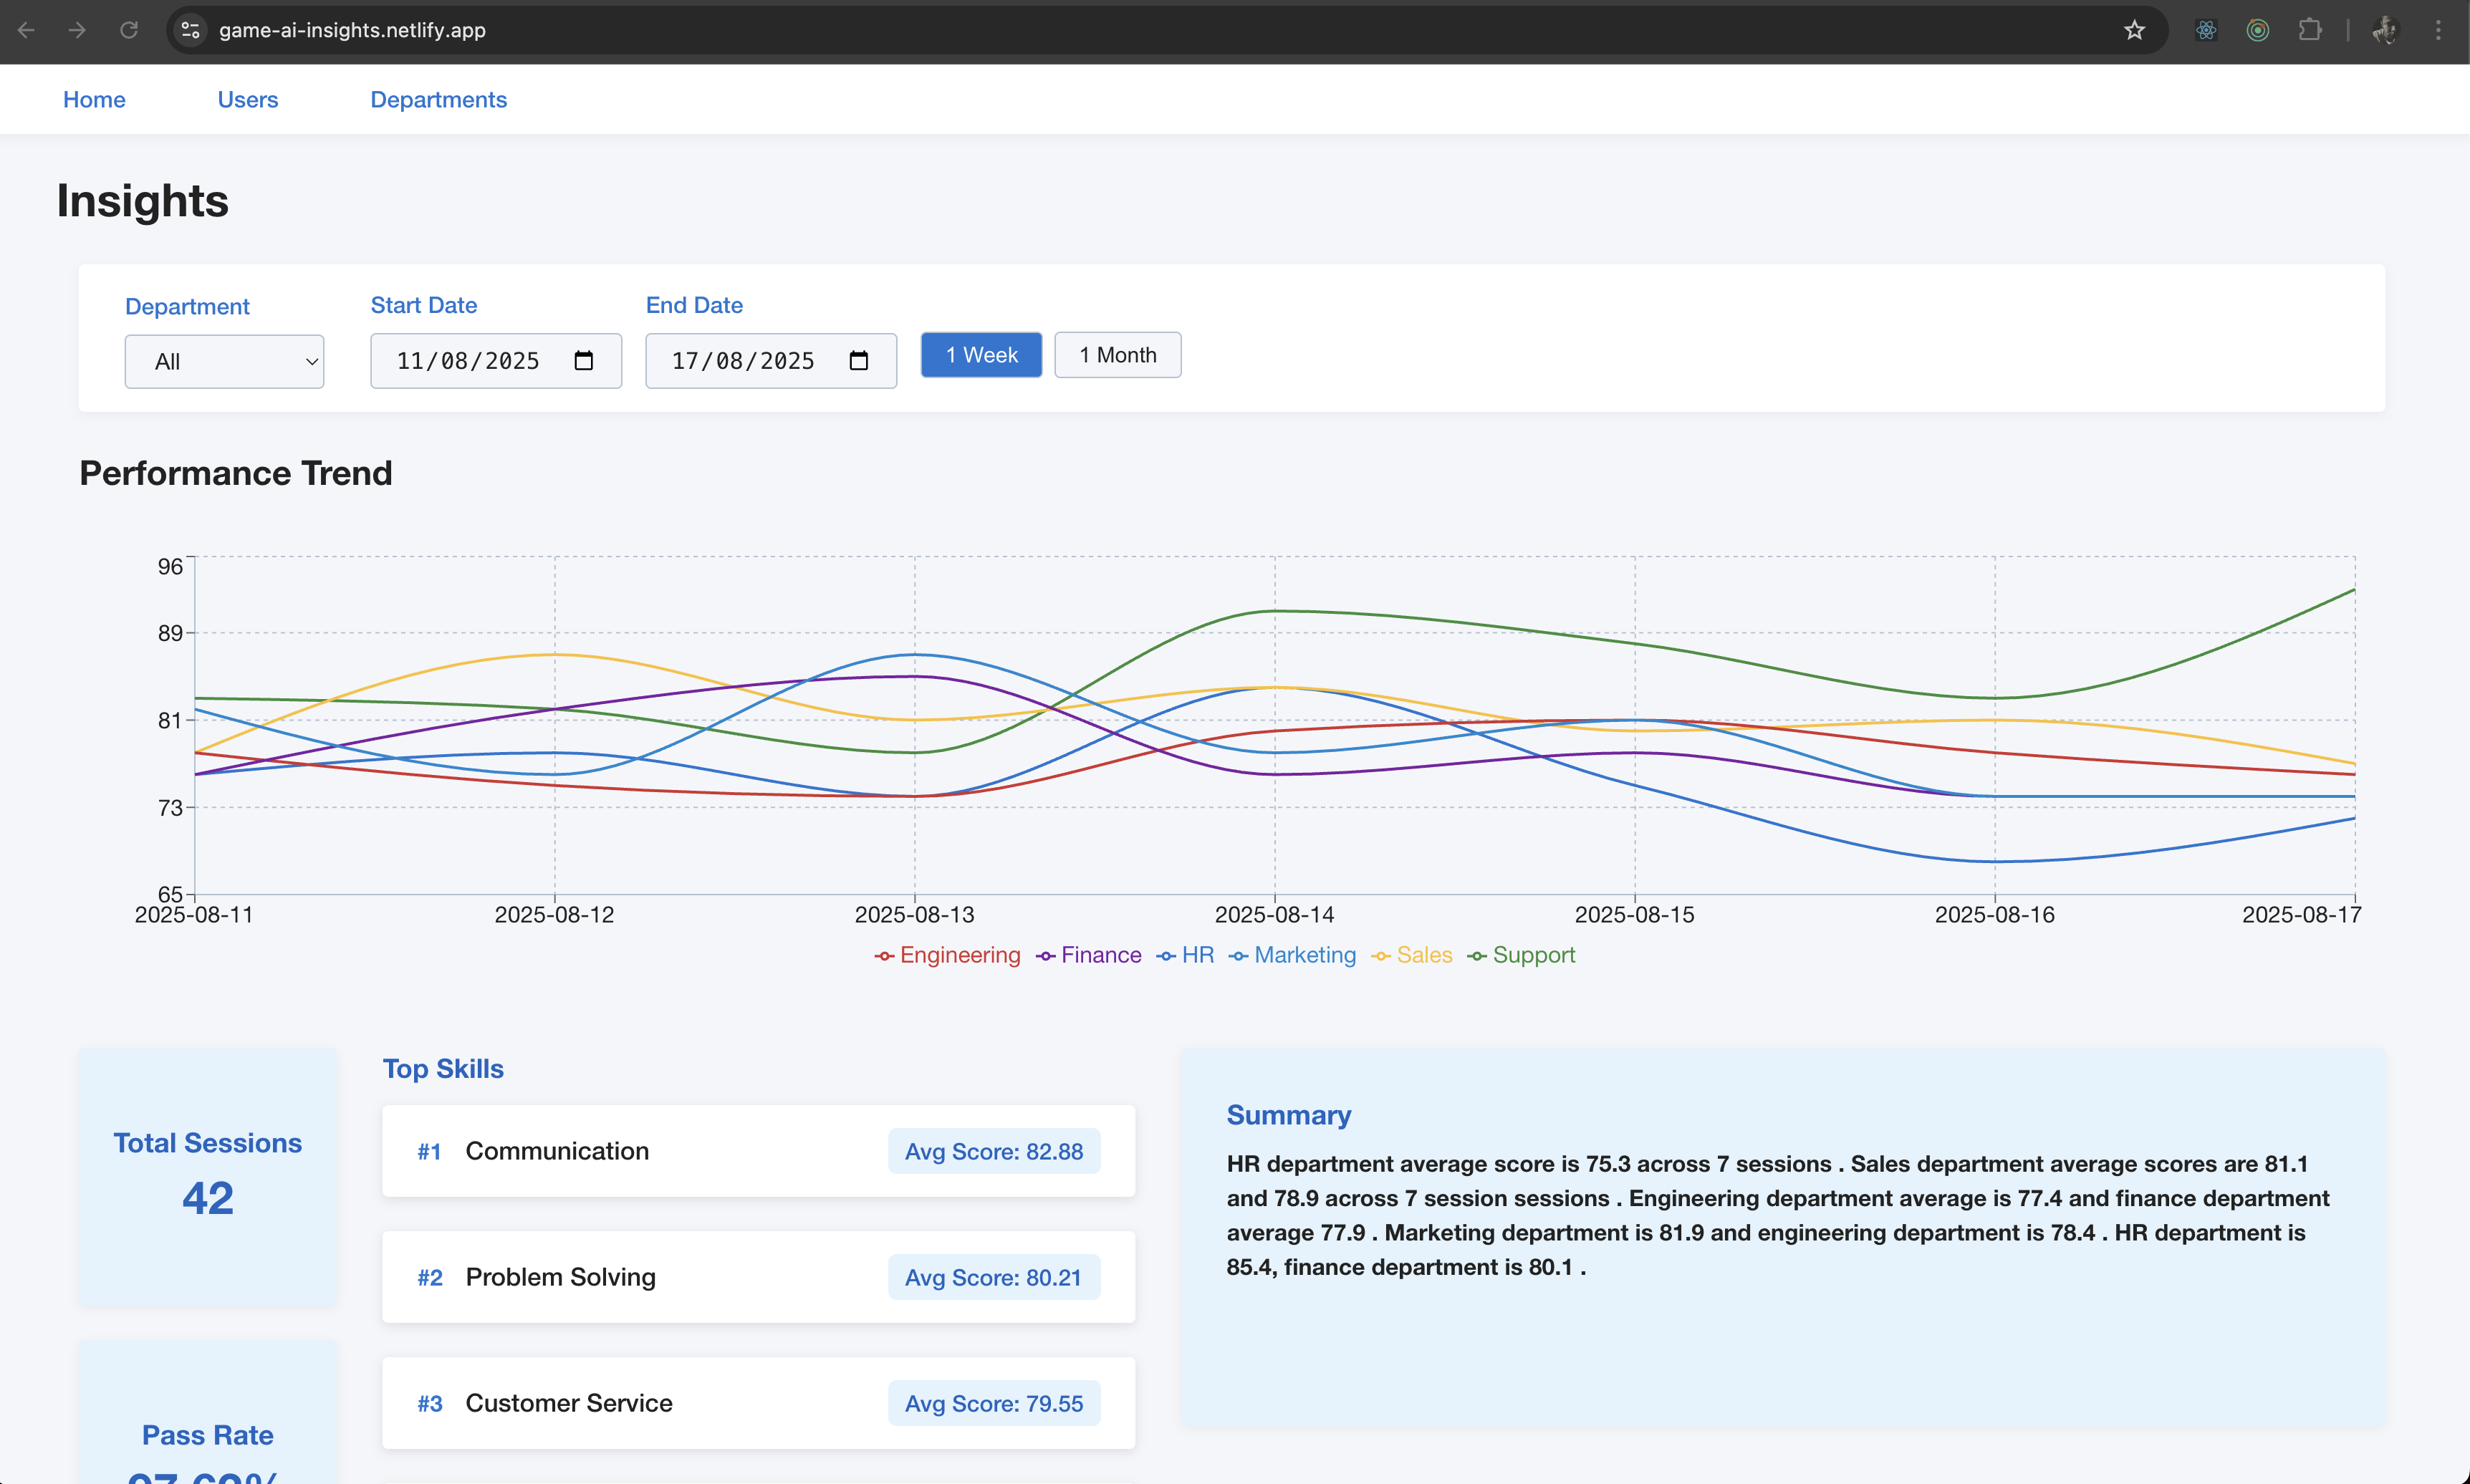 game-ai-insights.netlify.app
Home Users Departments
Insights
Department Start Date End Date
All 11/08/2025 17/08/2025 1 Week 1 Month
Performance Trend
96
89
81
73
65
2025-08-11 2025-08-12 2025-08-13 2025-08-14 2025-08-15 2025-08-16 2025-08-17
Engineering Finance HR Marketing Sales Support
Total Sessions
42
Pass Rate
Top Skills
#1 Communication Avg Score: 82.88
#2 Problem Solving Avg Score: 80.21
#3 Customer Service Avg Score: 79.55
Summary
HR department average score is 75.3 across 7 sessions . Sales department average scores are 81.1
and 78.9 across 7 session sessions . Engineering department average is 77.4 and finance department
average 77.9 . Marketing department is 81.9 and engineering department is 78.4 . HR department is
85.4, finance department is 80.1 .